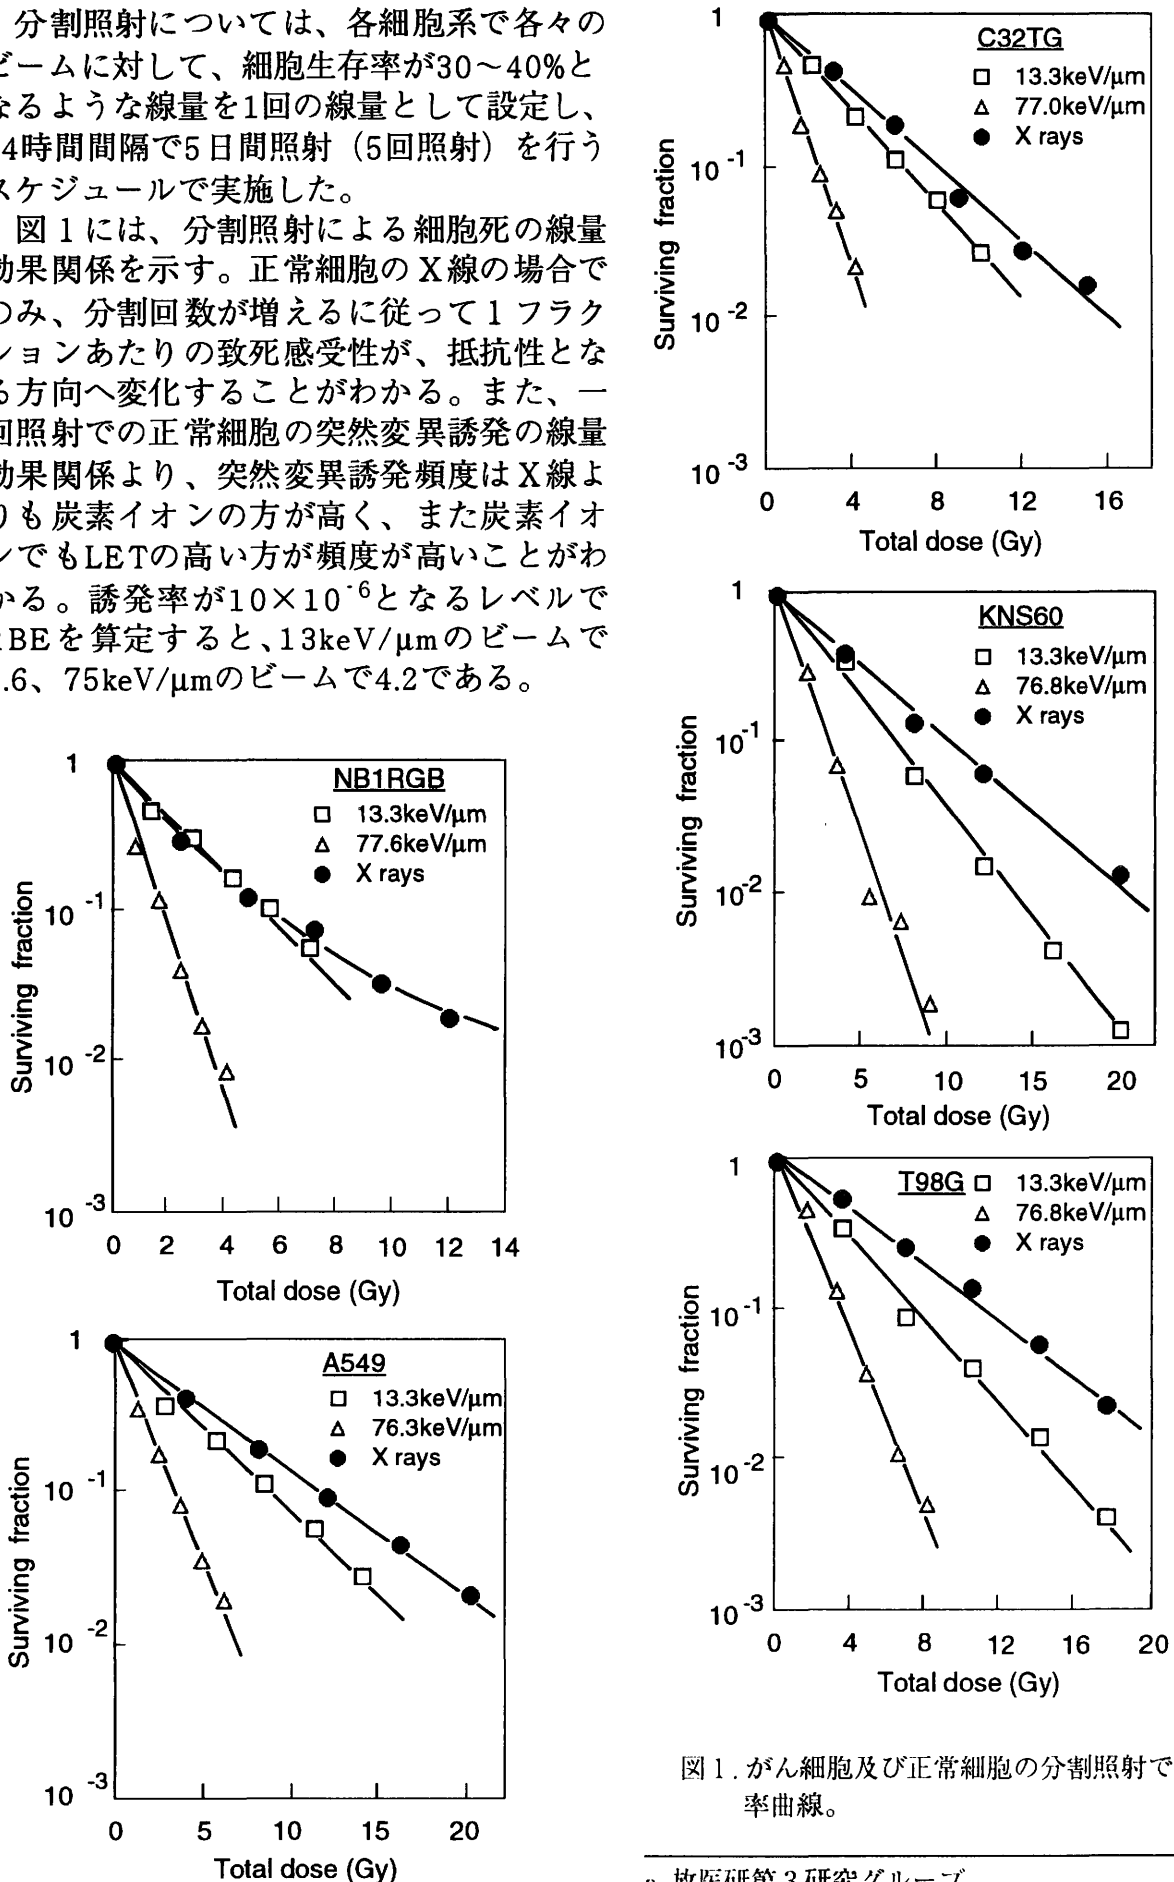 分割照射については、各細胞系で各々の
ビームに対して、細胞生存率が30～40%と
なるような線量を1回の線量として設定し、
4時間間隔で5日間照射（5回照射）を行う
スケジュールで実施した。
図1には、分割照射による細胞死の線量
効果関係を示す。正常細胞のX線の場合で
のみ、分割回数が増えるに従って1フラク
ションあたりの致死感受性が、抵抗性とな
る方向へ変化することがわかる。また、一
回照射での正常細胞の突然変異誘発の線量
効果関係より、突然変異誘発頻度はX線よ
りも炭素イオンの方が高く、また炭素イオ
ンでもLETの高い方が頻度が高いことがわ
かる。誘発率が10×10⁻⁶となるレベルで
BEを算定すると、13keV/μmのビームで
.6、75keV/μmのビームで4.2である。
NB1RGB
13.3keV/μm
77.6keV/μm
X rays
1
10 -1
10 -2
10 -3
Surviving fraction
0 2 4 6 8 10 12 14
Total dose (Gy)
A549
13.3keV/μm
76.3keV/μm
X rays
1
10 -1
10 -2
10 -3
Surviving fraction
0 5 10 15 20
Total dose (Gy)
C32TG
13.3keV/μm
77.0keV/μm
X rays
1
10 -1
10 -2
10 -3
Surviving fraction
0 4 8 12 16
Total dose (Gy)
KNS60
13.3keV/μm
76.8keV/μm
X rays
1
10 -1
10 -2
10 -3
Surviving fraction
0 5 10 15 20
Total dose (Gy)
T98G
13.3keV/μm
76.8keV/μm
X rays
1
10 -1
10 -2
10 -3
Surviving fraction
0 4 8 12 16 20
Total dose (Gy)
図1.がん細胞及び正常細胞の分割照射で
率曲線。
放医研第3研究グループ